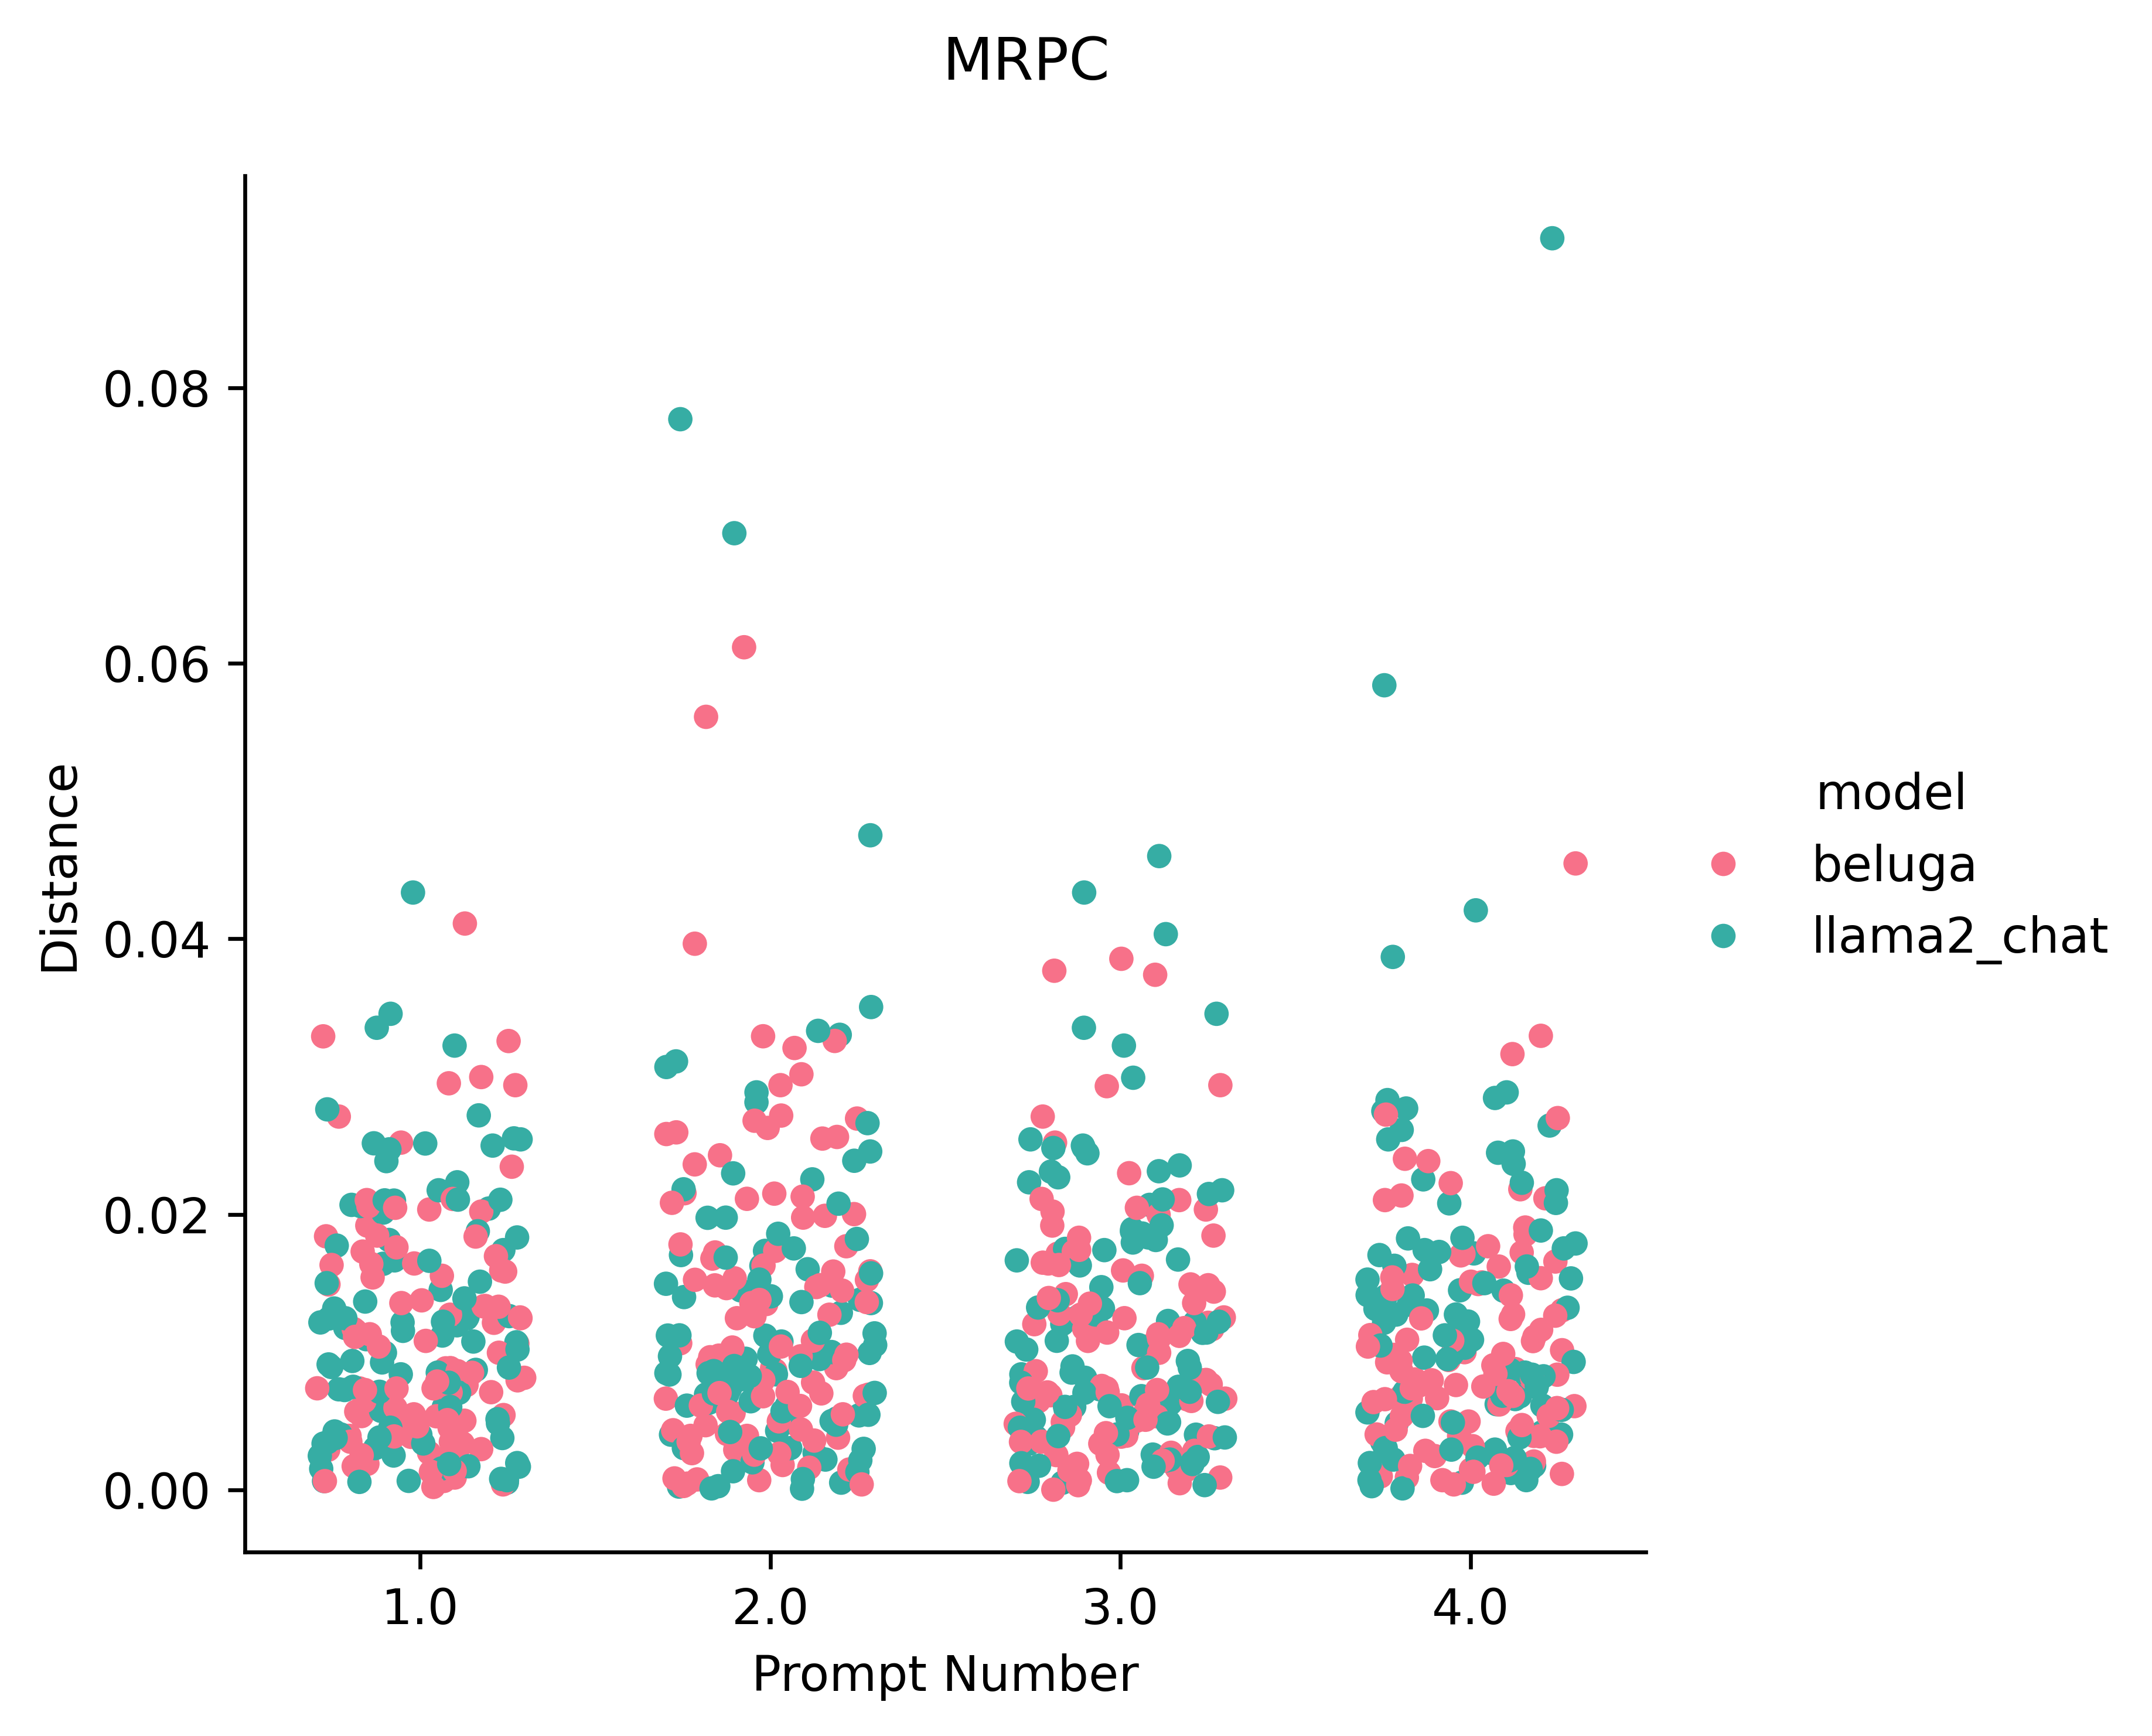 MRPC
0.08
0.06
0.04
0.02
0.00
Distance
1.0 2.0 3.0 4.0
Prompt Number
model
beluga
llama2_chat